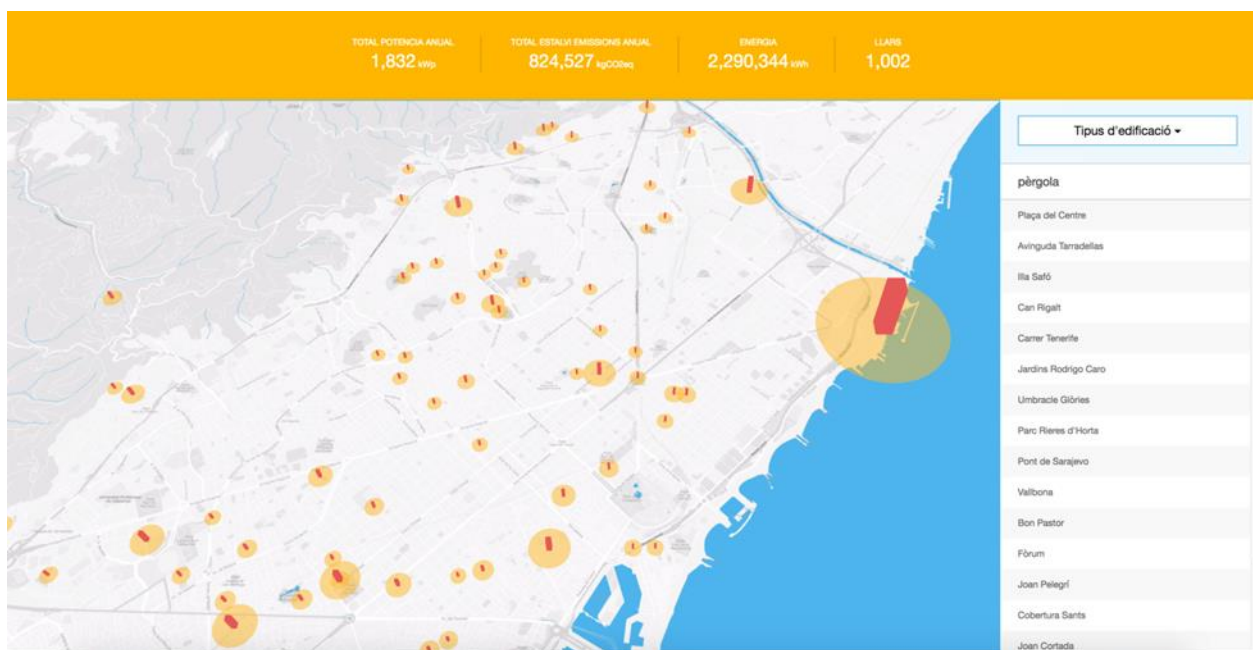 TOTAL POTENCIA ANUAL
1,832 kWp
TOTAL ESTALVI EMISSIONS ANUAL
824,527 kgCO2eq
ENERGIA
2,290,344 kWh
LLARS
1,002
Tipus d'edificació
pèrgola
Plaça del Centre
Avinguda Tarradellas
Illa Safó
Can Rigalt
Carrer Tenerife
Jardins Rodrigo Caro
Umbracle Glòries
Parc Rieres d'Horta
Pont de Sarajevo
Vallbona
Bon Pastor
Fòrum
Joan Pelegrí
Cobertura Sants
Joan Cortada